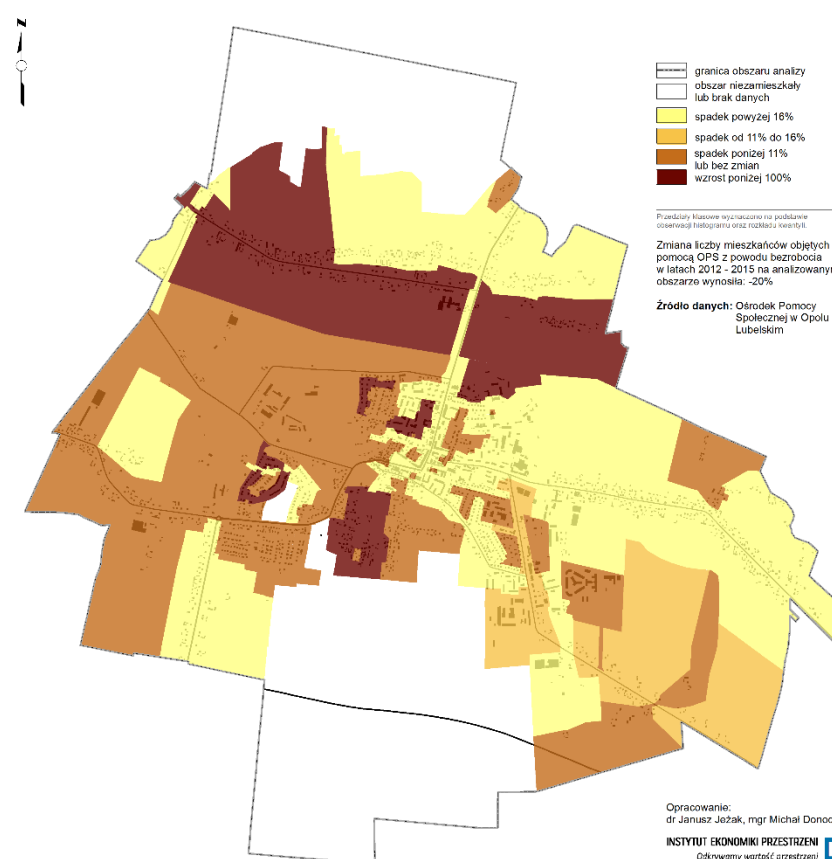 N
granica obszaru analizy
obszar niezamieszkały
lub brak danych
spadek powyżej 16%
spadek od 11% do 16%
spadek poniżej 11%
lub bez zmian
wzrost poniżej 100%
Przedziały klasowe wyznaczono na podstawie
obserwacji histogramu oraz rozkładu kwantyli.
Zmiana liczby mieszkańców objętych
pomocą OPS z powodu bezrobocia
w latach 2012 - 2015 na analizowanym
obszarze wynosiła: -20%
Źródło danych: Ośrodek Pomocy
Społecznej w Opolu
Lubelskim
Opracowanie:
dr Janusz Jeżak, mgr Michał
INSTYTUT EKONOMIKI PRZESTRZENI
Odkrywamy wartość przestrzeni